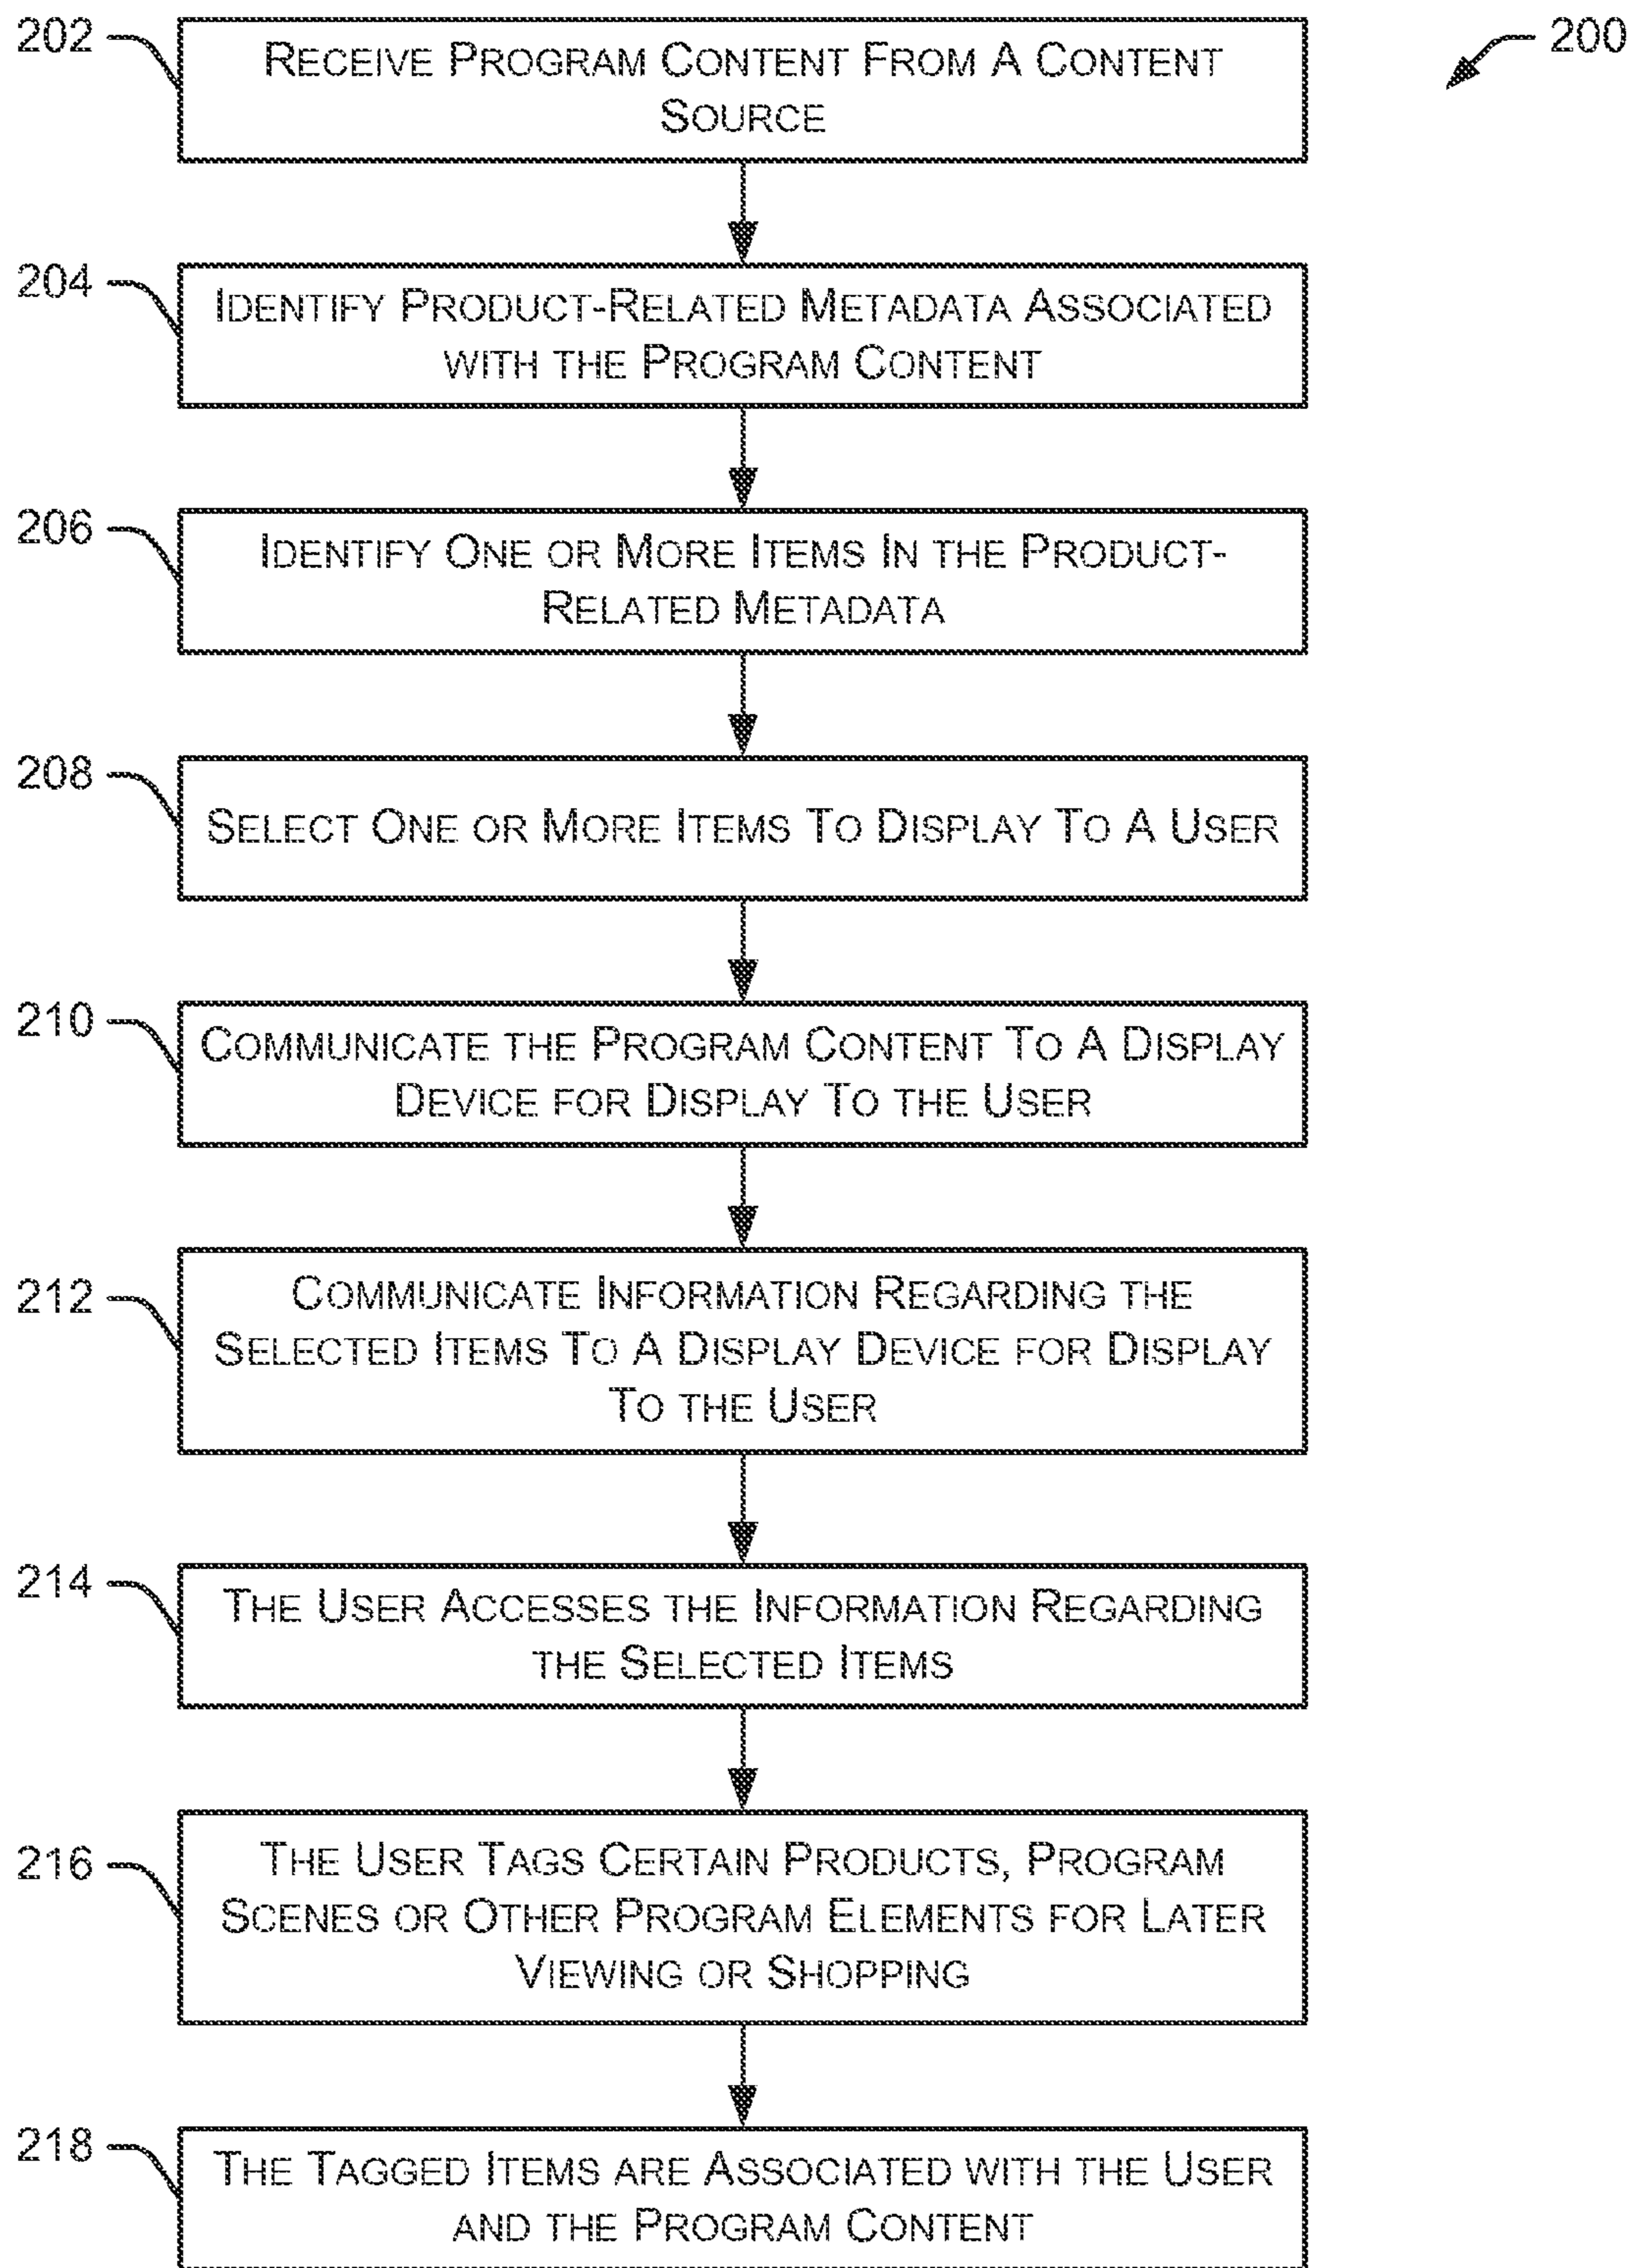 202
RECEIVE PROGRAM CONTENT FROM A CONTENT
SOURCE
200
204
IDENTIFY PRODUCT-RELATED METADATA ASSOCIATED
WITH THE PROGRAM CONTENT
206
IDENTIFY ONE OR MORE ITEMS IN THE PRODUCT-
RELATED METADATA
208
SELECT ONE OR MORE ITEMS TO DISPLAY TO A USER
210
COMMUNICATE THE PROGRAM CONTENT TO A DISPLAY
DEVICE FOR DISPLAY TO THE USER
212
COMMUNICATE INFORMATION REGARDING THE
SELECTED ITEMS TO A DISPLAY DEVICE FOR DISPLAY
TO THE USER
214
THE USER ACCESSES THE INFORMATION REGARDING
THE SELECTED ITEMS
216
THE USER TAGS CERTAIN PRODUCTS, PROGRAM
SCENES OR OTHER PROGRAM ELEMENTS FOR LATER
VIEWING OR SHOPPING
218
THE TAGGED ITEMS ARE ASSOCIATED WITH THE USER
AND THE PROGRAM CONTENT